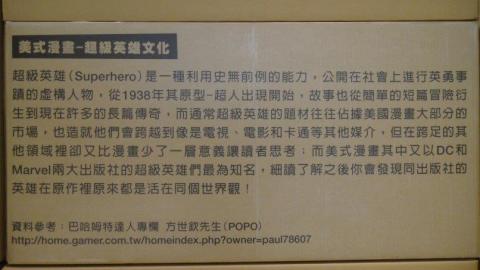 美式漫畫-超級英雄文化
超級英雄(Superhero)是一種利用史無前例的能力，公開在社會上進行英勇事
蹟的虛構人物，從1938年其原型-超人出現開始，故事也從簡單的短篇冒險衍
生到現在許多的長篇傳奇，而通常超級英雄的題材往往佔據美國漫畫大部分的
市場，也造就他們會跨越到像是電視、電影和卡通等其他媒介，但在跨足的其
他領域裡卻又比漫畫少了一層意義讓讀者思考；而美式漫畫其中又以DC和
Marvel兩大出版社的超級英雄們最為知名，細讀了解之後你會發現同出版社的
英雄在原作裡原來都是活在同個世界觀！
資料參考：巴哈姆特達人專欄 方世欽先生(POPO)
http://home.gamer.com.tw/homeindex.php?owner=paul78607